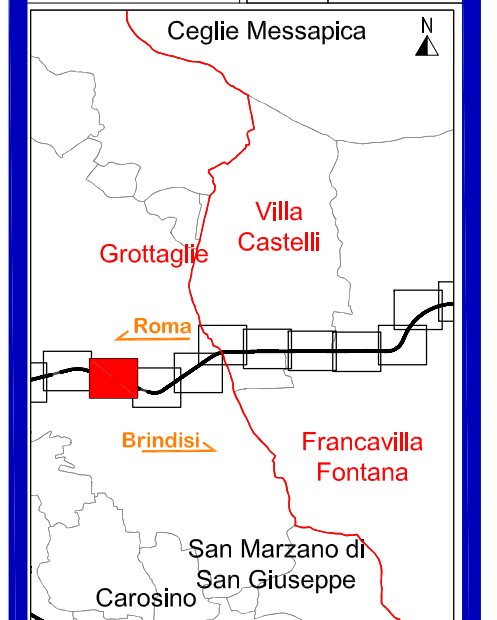 Ceglie Messapica
N
Villa
Castelli
Grottaglie
Roma
Brindisi
Francavilla
Fontana
San Marzano di
San Giuseppe
Carosino